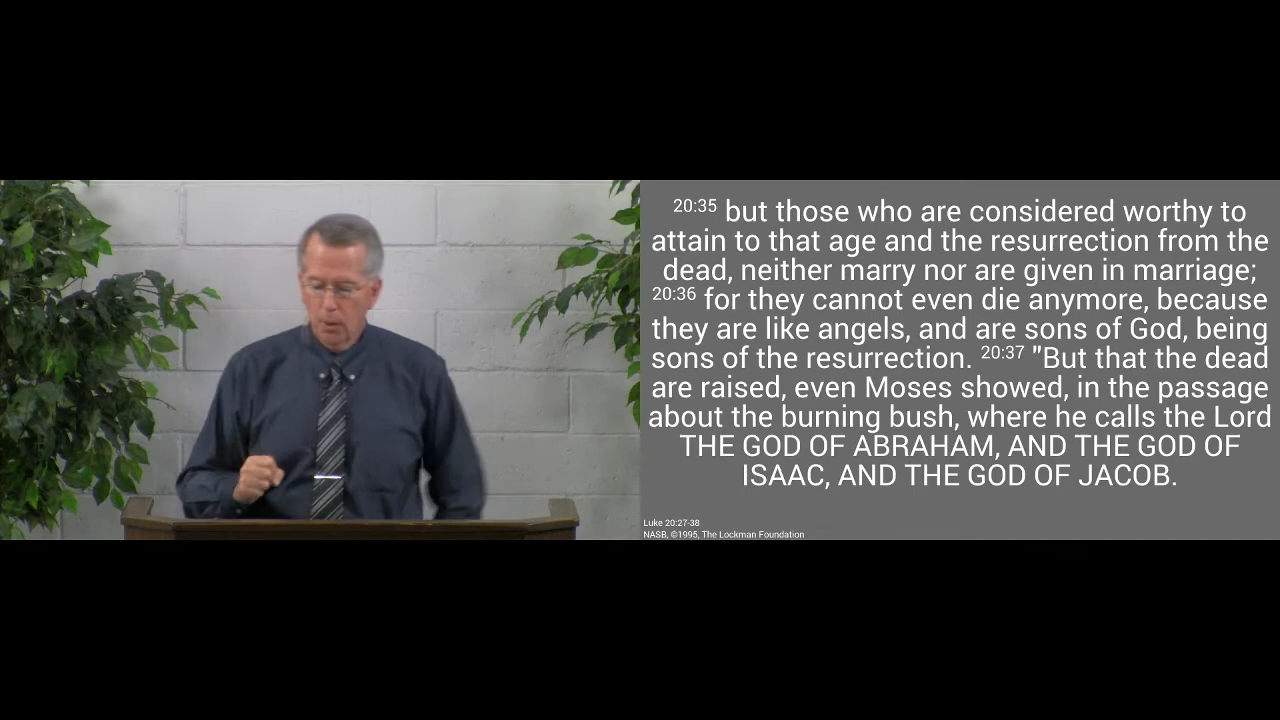 20:35 but those who are considered worthy to
attain to that age and the resurrection from the
dead, neither marry nor are given in marriage;
20:36 for they cannot even die anymore, because
they are like angels, and are sons of God, being
sons of the resurrection. 20:37 "But that the dead
are raised, even Moses showed, in the passage
about the burning bush, where he calls the Lord
THE GOD OF ABRAHAM, AND THE GOD OF
ISAAC, AND THE GOD OF JACOB.
Luke 20:27-38
NASB, ©1995, The Lockman Foundation